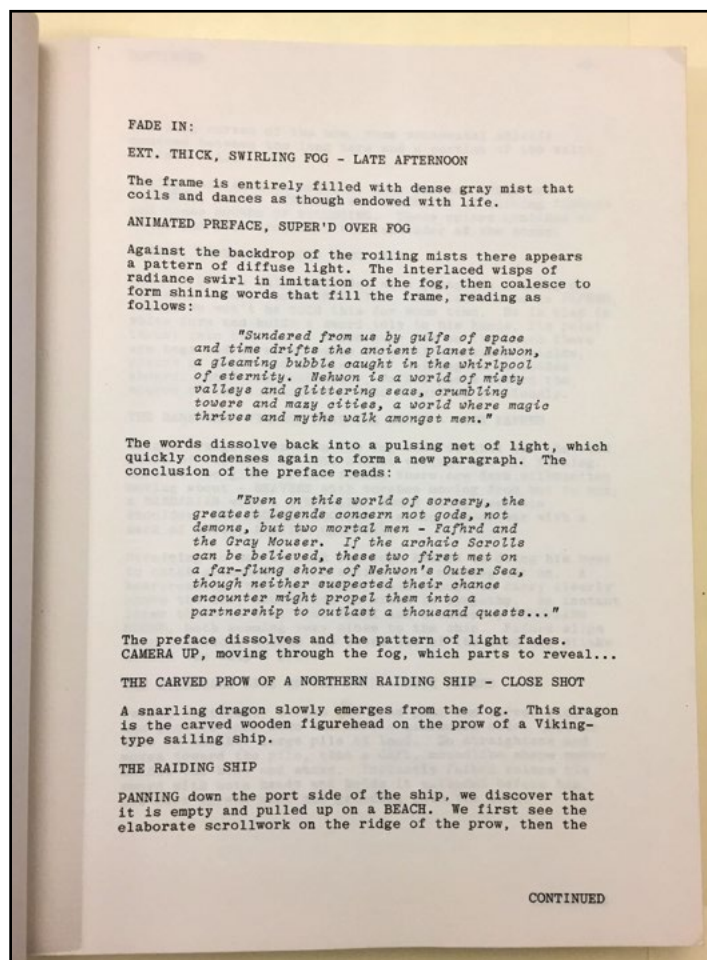 FADE IN:
EXT. THICK, SWIRLING FOG - LATE AFTERNOON
The frame is entirely filled with dense gray mist that
coils and dances as though endowed with life.
ANIMATED PREFACE, SUPER'D OVER FOG
Against the backdrop of the roiling mists there appears
a pattern of diffuse light. The interlaced wisps of
radiance swirl in imitation of the fog, then coalesce to
form shining words that fill the frame, reading as
follows:
"Sundered from us by gulfs of space
and time drifts the ancient planet Nehwon,
a gleaming bubble caught in the whirlpool
of eternity. Nehwon is a world of misty
valleys and glittering seas, crumbling
towers and mazy cities, a world where magic
thrives and myths walk amongst men."
The words dissolve back into a pulsing net of light, which
quickly condenses again to form a new paragraph. The
conclusion of the preface reads:
"Even on this world of sorcery, the
greatest legends concern not gods, not
demons, but two mortal men - Fafhrd and
the Gray Mouser. If the archaic Scrolls
can be believed, these two first met on
a far-flung shore of Nehwon's Outer Sea,
though neither suspected their chance
encounter might propel them into a
partnership to outlast a thousand quests..."
The preface dissolves and the pattern of light fades.
CAMERA UP, moving through the fog, which parts to reveal...
THE CARVED PROW OF A NORTHERN RAIDING SHIP - CLOSE SHOT
A snarling dragon slowly emerges from the fog. This dragon
is the carved wooden figurehead on the prow of a Viking-
type sailing ship.
THE RAIDING SHIP
PANNING down the port side of the ship, we discover that
it is empty and pulled up on a BEACH. We first see the
elaborate scrollwork on the ridge of the prow, then the
CONTINUED